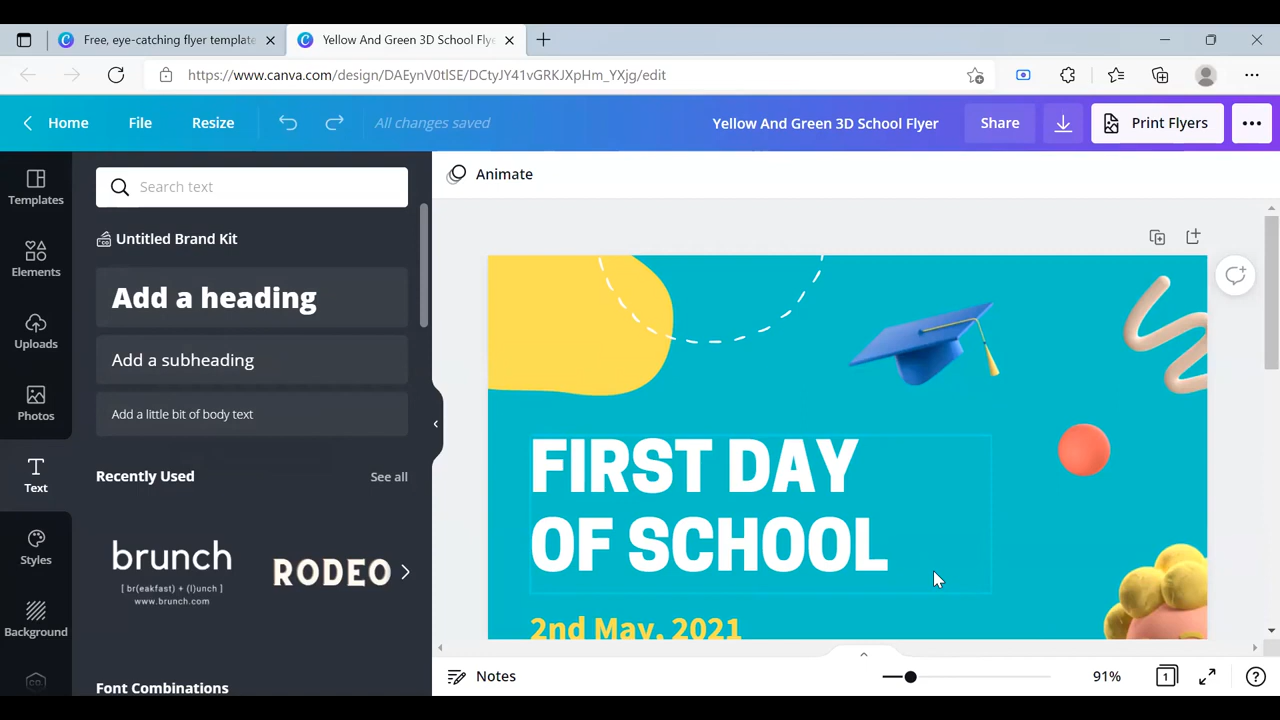 Free, eye-catching flyer template
Yellow And Green 3D School Flye
https://www.canva.com/design/DAEynV0tlSE/DCtyJY41vGRKJXpHm_YXjg/edit
Home
File
Resize
All changes saved
Yellow And Green 3D School Flyer
Share
Print Flyers
Templates
Elements
Uploads
Photos
Text
Styles
Background
Search text
Untitled Brand Kit
Add a heading
Add a subheading
Add a little bit of body text
Recently Used
See all
brunch
[ br(eakfast) + (l)unch ]
www.brunch.com
RODEO
Font Combinations
Animate
FIRST DAY
OF SCHOOL
2nd May, 2021
Notes
91%
1